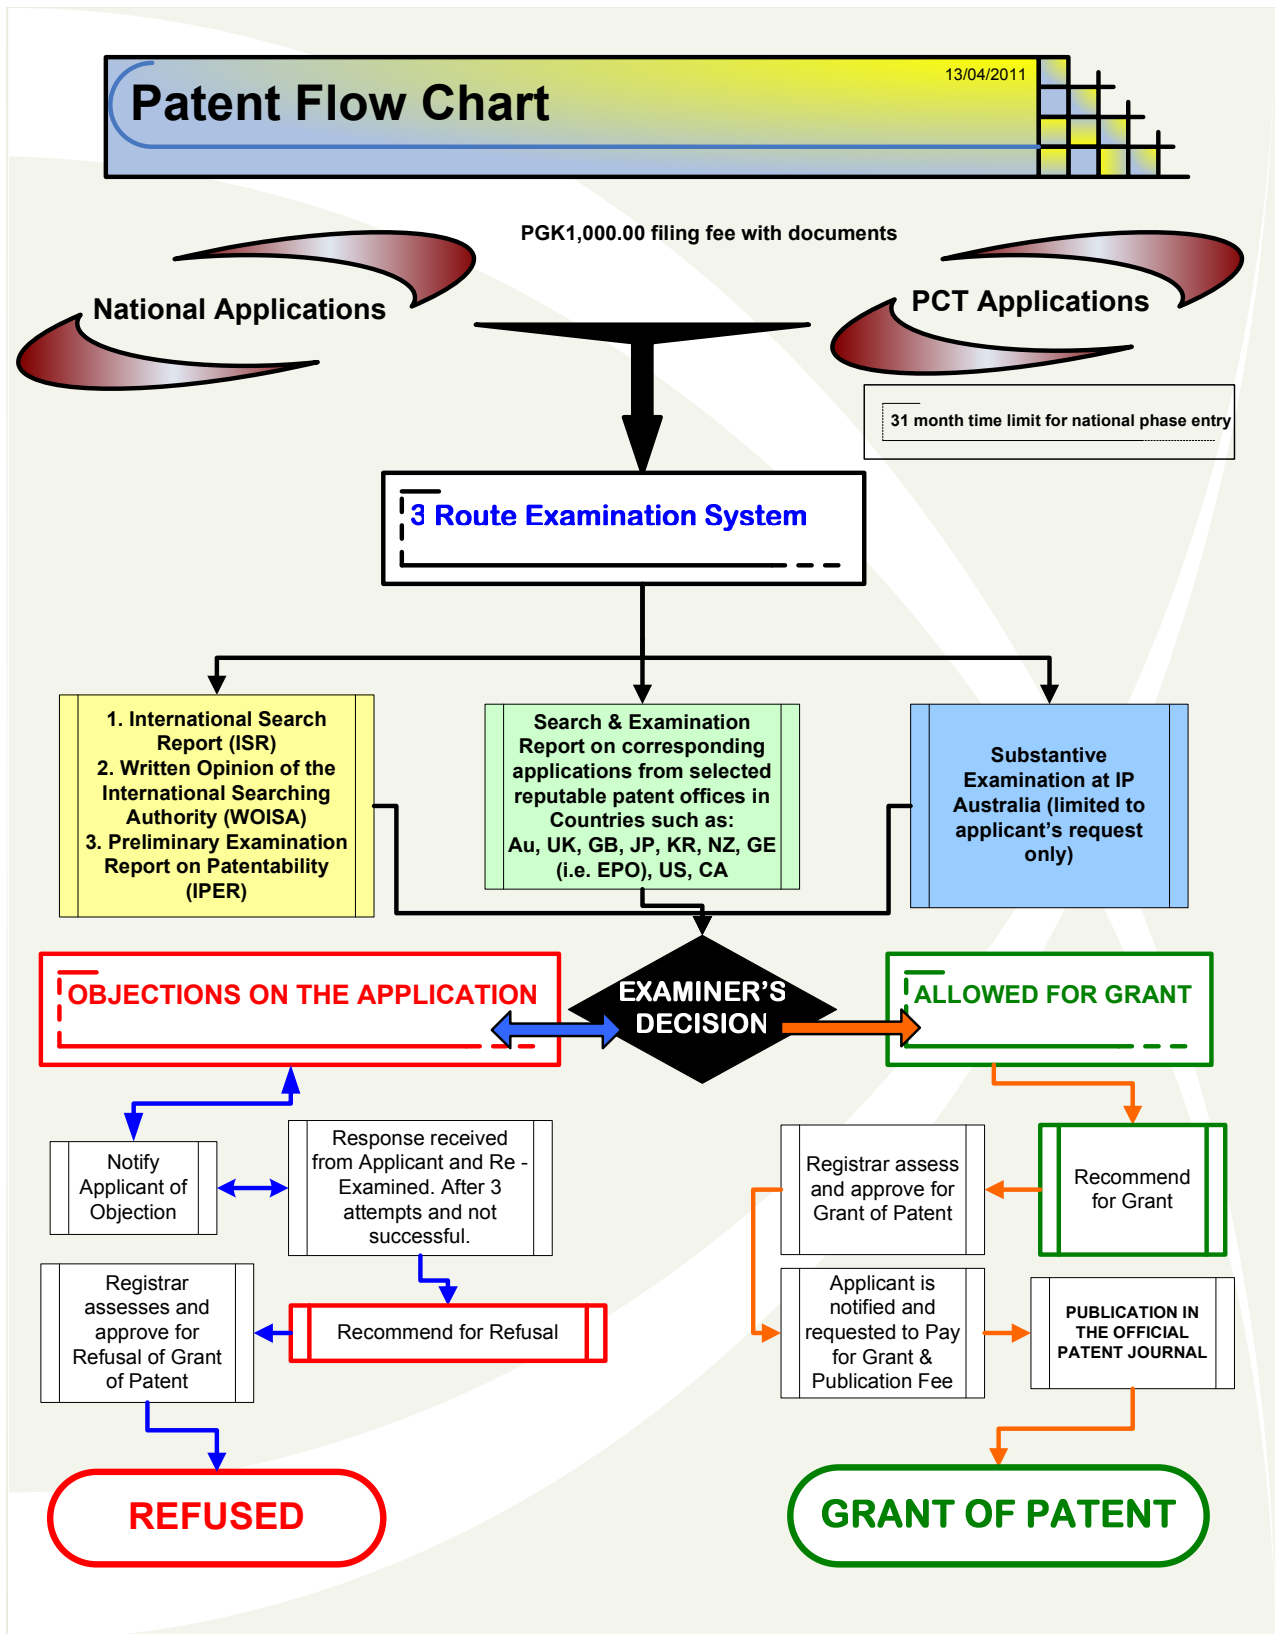 13/04/2011
Patent Flow Chart
PGK1,000.00 filing fee with documents
National Applications
PCT Applications
31 month time limit for national phase entry
3 Route Examination System
1. International Search
Report (ISR)
2. Written Opinion of the
International Searching
Authority (WOISA)
3. Preliminary Examination
Report on Patentability
(IPER)
Search & Examination
Report on corresponding
applications from selected
reputable patent offices in
Countries such as:
Au, UK, GB, JP, KR, NZ, GE
(i.e. EPO), US, CA
Substantive
Examination at IP
Australia (limited to
applicant's request
only)
OBJECTIONS ON THE APPLICATION
EXAMINER'S
DECISION
ALLOWED FOR GRANT
Notify
Applicant of
Objection
Response received
from Applicant and Re -
Examined. After 3
attempts and not
successful.
Registrar assess
and approve for
Grant of Patent
Recommend
for Grant
Registrar
assesses and
approve for
Refusal of Grant
of Patent
Recommend for Refusal
Applicant is
notified and
requested to Pay
for Grant &
Publication Fee
PUBLICATION IN
THE OFFICIAL
PATENT JOURNAL
REFUSED
GRANT OF PATENT